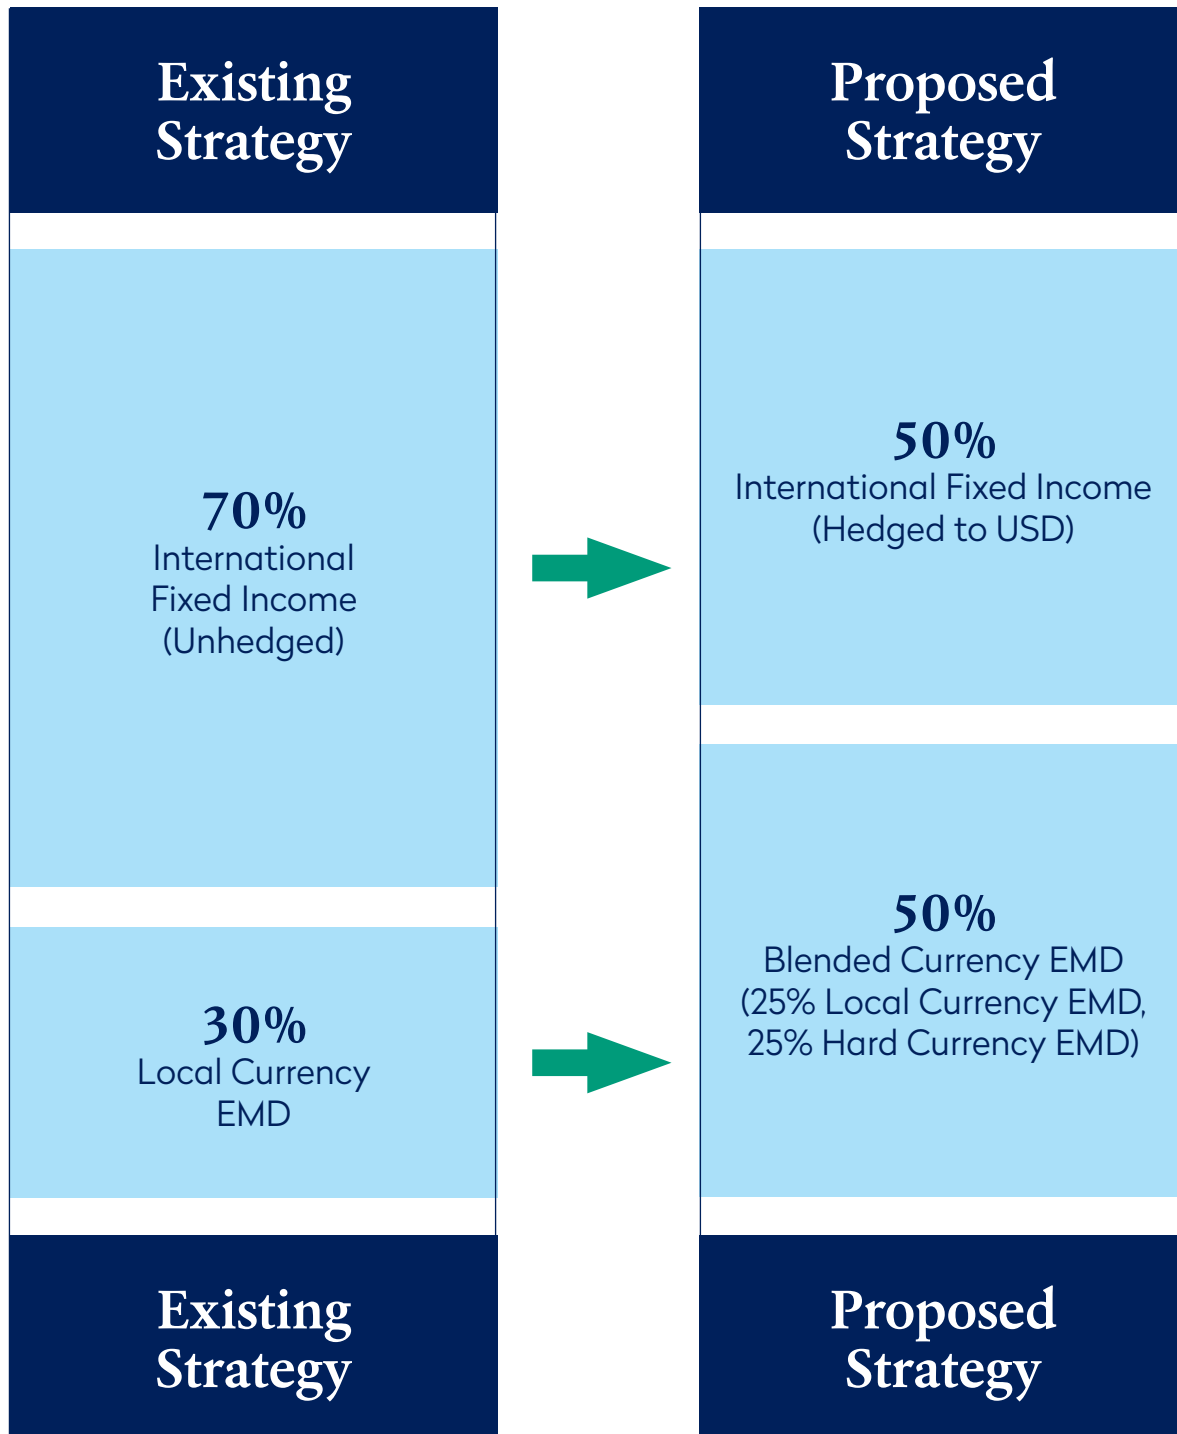 Existing
Strategy
70%
International
Fixed Income
(Unhedged)
30%
Local Currency
EMD
Existing
Strategy
Proposed
Strategy
50%
International Fixed Income
(Hedged to USD)
50%
Blended Currency EMD
(25% Local Currency EMD,
25% Hard Currency EMD)
Proposed
Strategy